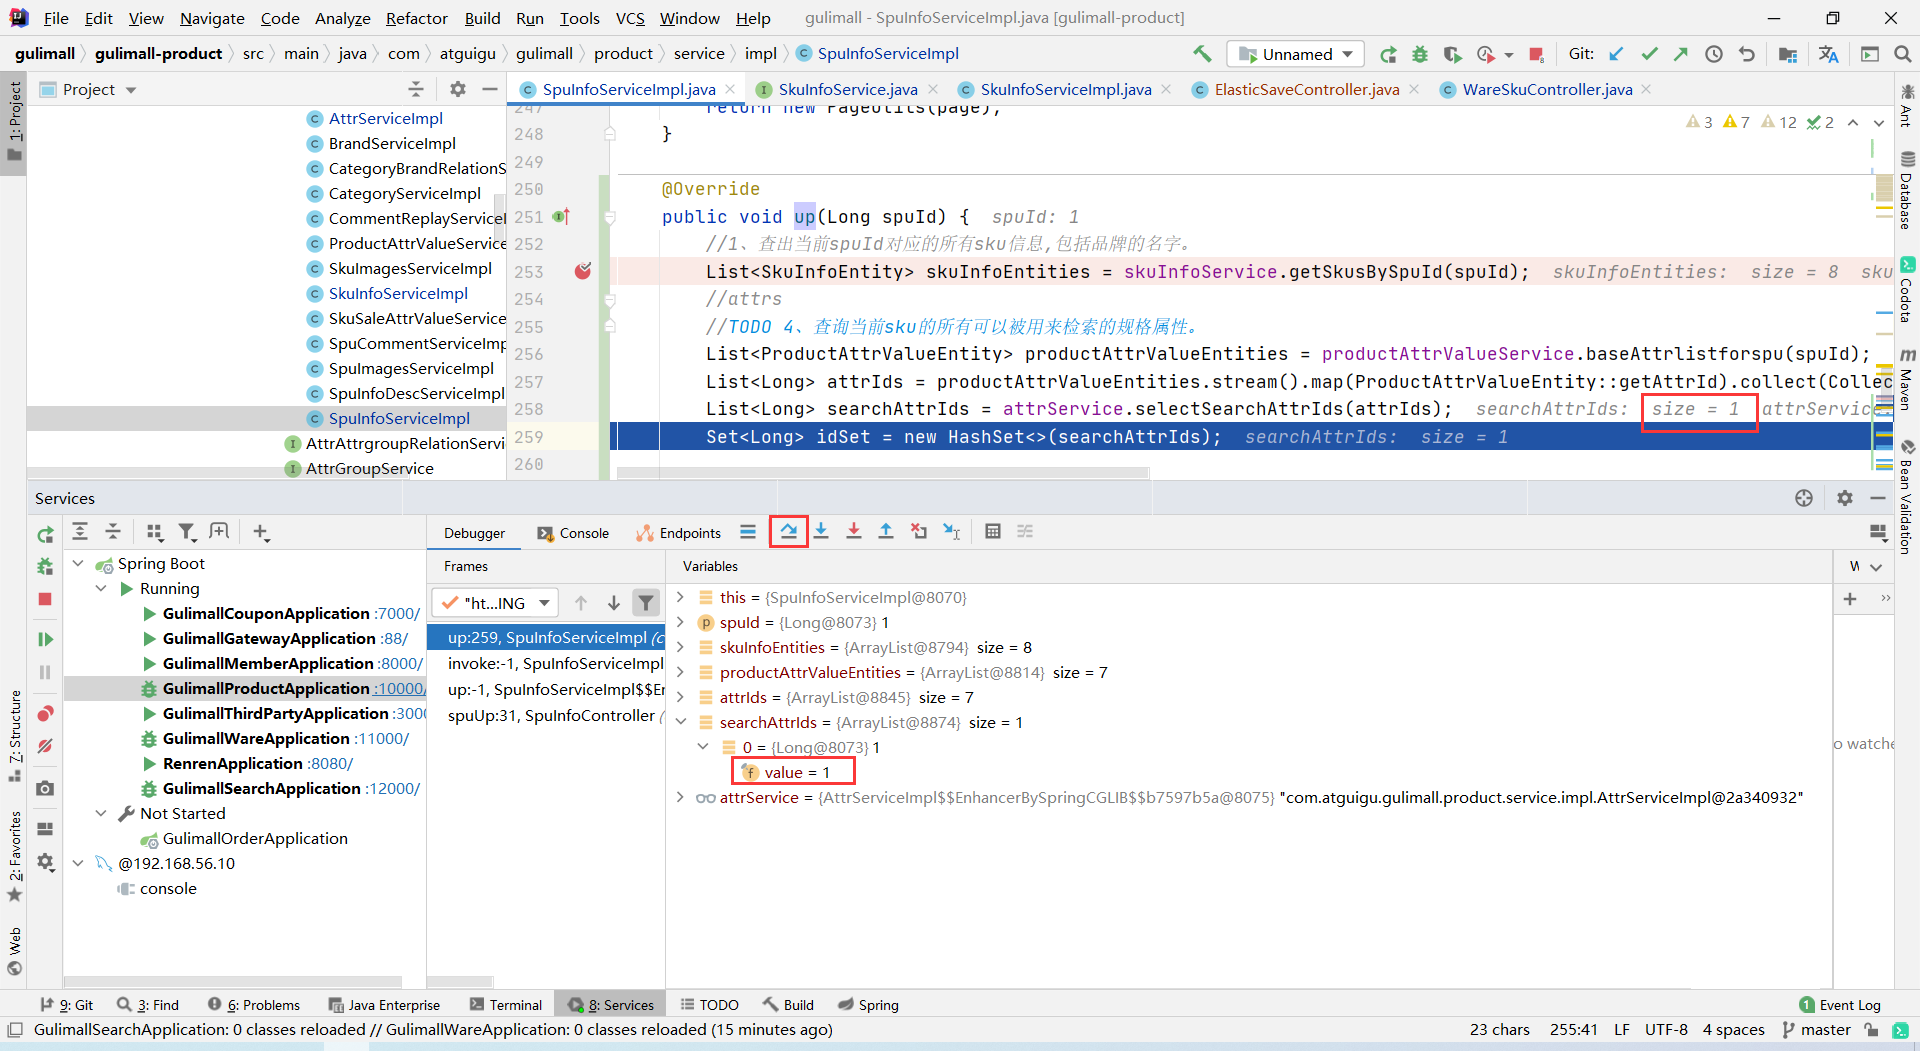 File Edit View Navigate Code Analyze Refactor Build Run Tools VCS Window Help gulimall - SpuInfoServiceImpl.java [gulimall-product]
gulimall gulimall-product src main java com atguigu gulimall product service impl SpuInfoServiceImpl Unnamed Git:
Project
SpuInfoServiceImpl.java SkuInfoService.java SkuInfoServiceImpl.java ElasticSaveController.java WareSkuController.java
1: Project
AttrServiceImpl
BrandServiceImpl
CategoryBrandRelationS
CategoryServiceImpl
CommentReplayServiceI
ProductAttrValueService
SkuImagesServiceImpl
SkuInfoServiceImpl
SkuSaleAttrValueService
SpuCommentServiceImp
SpuImagesServiceImpl
SpuInfoDescServiceImpl
SpuInfoServiceImpl
AttrAttrgroupRelationServi
AttrGroupService
3 7 12 2
247 return new PageUtils(page);
248 }
249
250 @Override
251 public void up(Long spuId) { spuId: 1
252 //1、查出当前spuId对应的所有sku信息,包括品牌的名字。
253 List<SkuInfoEntity> skuInfoEntities = skuInfoService.getSkusBySpuId(spuId); skuInfoEntities: size = 8 sku
254 //attrs
255 //TODO 4、查询当前sku的所有可以被用来检索的规格属性。
256 List<ProductAttrValueEntity> productAttrValueEntities = productAttrValueService.baseAttrlistforspu(spuId);
257 List<Long> attrIds = productAttrValueEntities.stream().map(ProductAttrValueEntity::getAttrId).collect(Collec
258 List<Long> searchAttrIds = attrService.selectSearchAttrIds(attrIds); searchAttrIds: size = 1 attrService
259 Set<Long> idSet = new HashSet<>(searchAttrIds); searchAttrIds: size = 1
260
Ant
Database
Codota
Maven
Bean Validation
Services
Debugger Console Endpoints
Spring Boot
Running
GulimallCouponApplication :7000/
GulimallGatewayApplication :88/
GulimallMemberApplication :8000/
GulimallProductApplication :10000/
GulimallThirdPartyApplication :3000
GulimallWareApplication :11000/
RenrenApplication :8080/
GulimallSearchApplication :12000/
Not Started
GulimallOrderApplication
@192.168.56.10
console
Frames
"ht...ING
up:259, SpuInfoServiceImpl (c
invoke:-1, SpuInfoServiceImpl
up:-1, SpuInfoServiceImpl$$En
spuUp:31, SpuInfoController (
Variables
this = {SpuInfoServiceImpl@8070}
spuId = {Long@8073} 1
skuInfoEntities = {ArrayList@8794} size = 8
productAttrValueEntities = {ArrayList@8814} size = 7
attrIds = {ArrayList@8845} size = 7
searchAttrIds = {ArrayList@8874} size = 1
0 = {Long@8073} 1
value = 1
attrService = {AttrServiceImpl$$EnhancerBySpringCGLIB$$b7597b5a@8075} "com.atguigu.gulimall.product.service.impl.AttrServiceImpl@2a340932"
W
o watche
7: Structure
2: Favorites
Web
9: Git 3: Find 6: Problems Java Enterprise Terminal 8: Services TODO Build Spring 1 Event Log
GulimallSearchApplication: 0 classes reloaded // GulimallWareApplication: 0 classes reloaded (15 minutes ago) 23 chars 255:41 LF UTF-8 4 spaces master